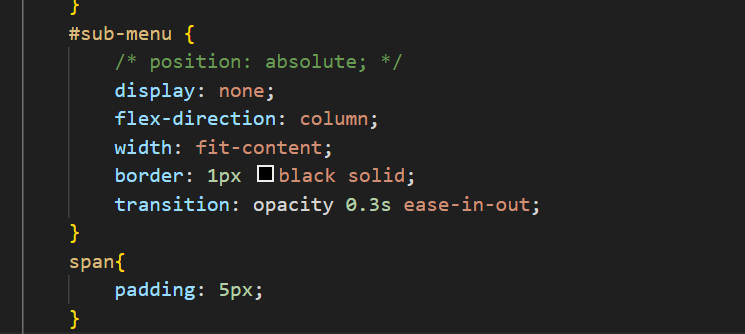 }
#sub-menu {
/* position: absolute; */
display: none;
flex-direction: column;
width: fit-content;
border: 1px black solid;
transition: opacity 0.3s ease-in-out;
}
span{
padding: 5px;
}